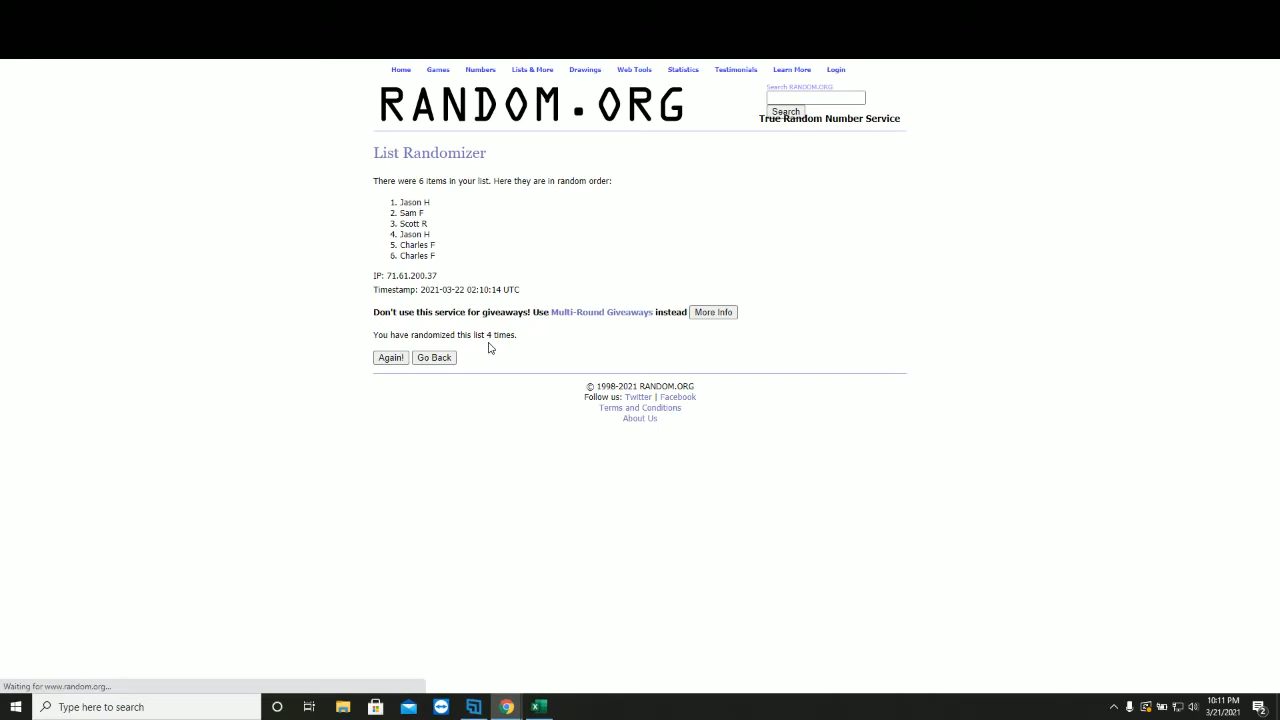 Home Games Numbers Lists & More Drawings Web Tools Statistics Testimonials Learn More Login
Search RANDOM.ORG
RANDOM.ORG
Search
True Random Number Service
List Randomizer
There were 6 items in your list. Here they are in random order:
1. Jason H
2. Sam F
3. Scott R
4. Jason H
5. Charles F
6. Charles F
IP: 71.61.200.37
Timestamp: 2021-03-22 02:10:14 UTC
Don't use this service for giveaways! Use Multi-Round Giveaways instead More Info
You have randomized this list 4 times.
Again! Go Back
© 1998-2021 RANDOM.ORG
Follow us: Twitter | Facebook
Terms and Conditions
About Us
Waiting for www.random.org...
Type here to search
10:11 PM
3/21/2021
2